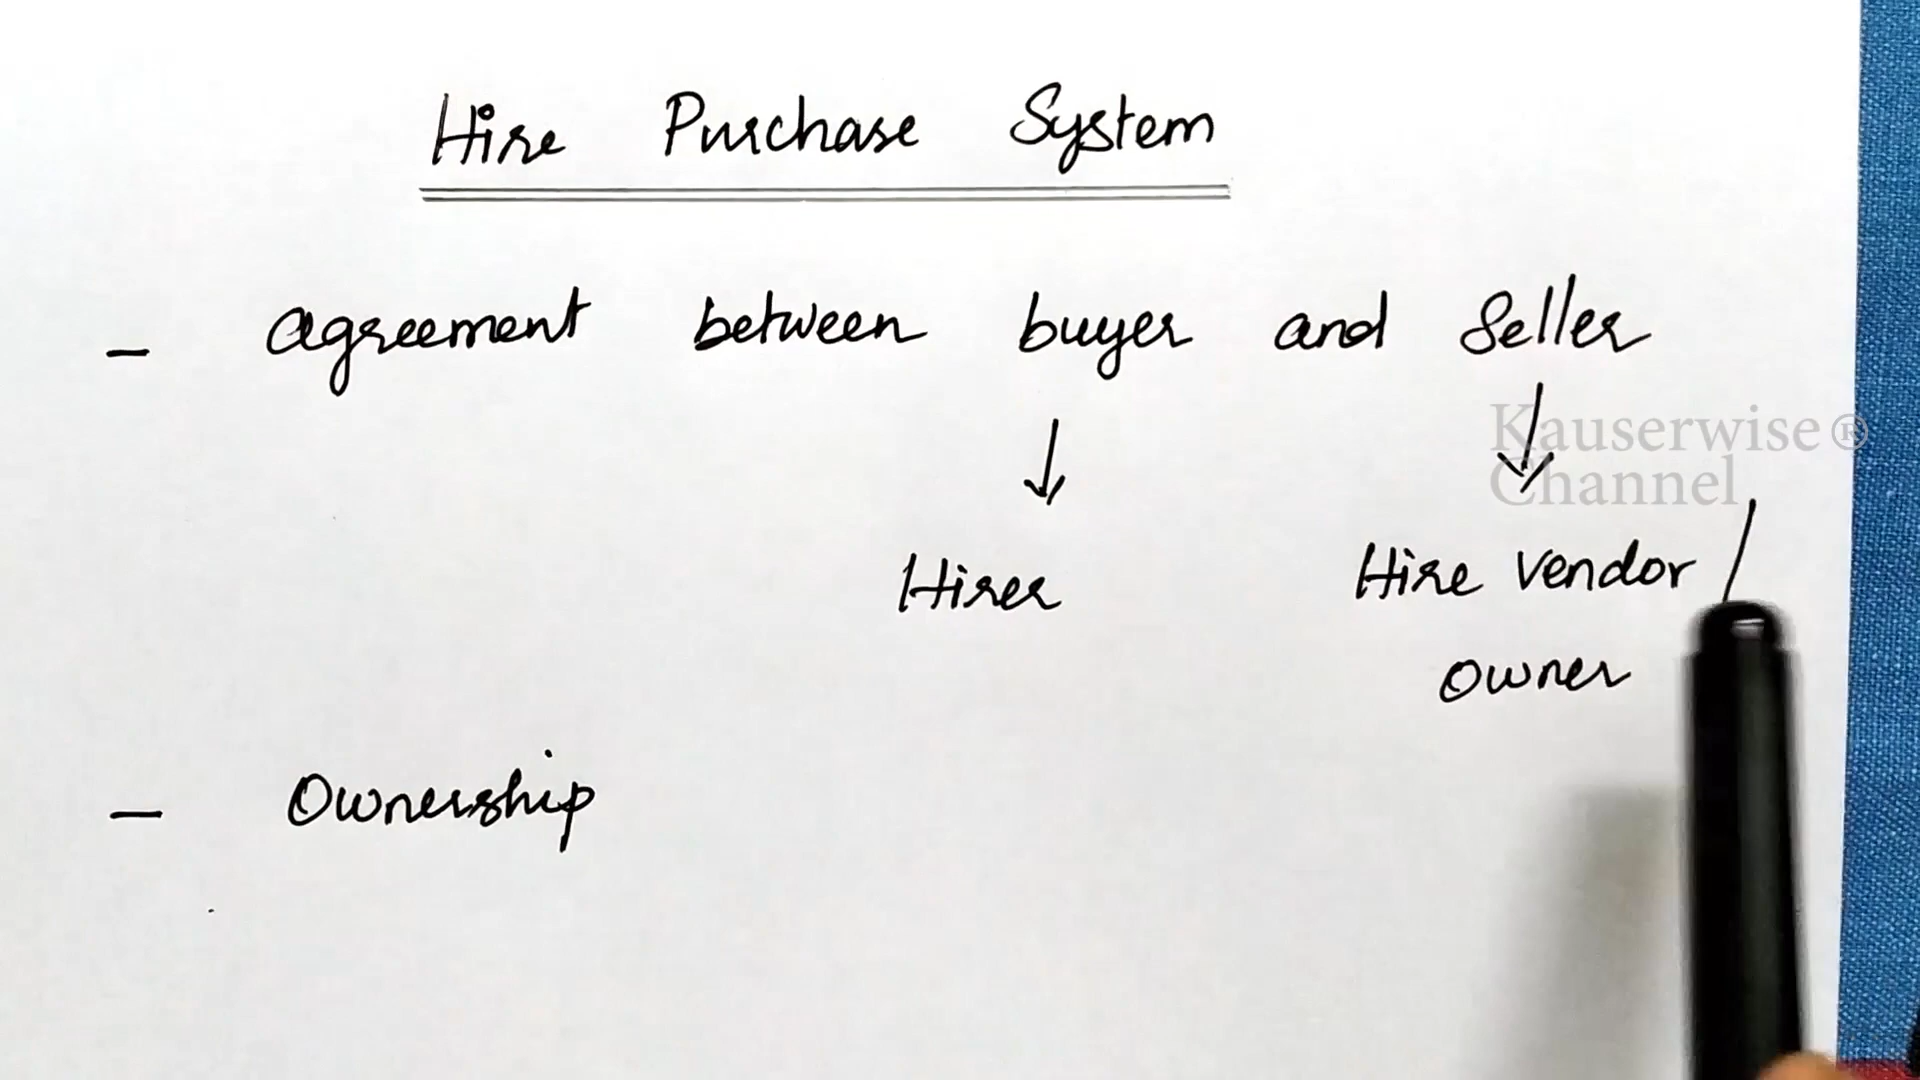 Hire Purchase System
- agreement between buyer and Seller
↓ ↓
Kauserwise®
Channel
Hirer Hire Vendor /
Owner
- Ownership